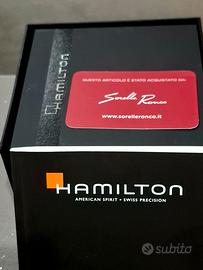 HAMILTON
QUESTO ARTICOLO È STATO ACQUISTATO DA:
Sorelle Ronco
www.sorelleronco.it
HAMILTON
AMERICAN SPIRIT • SWISS PRECISION
subito